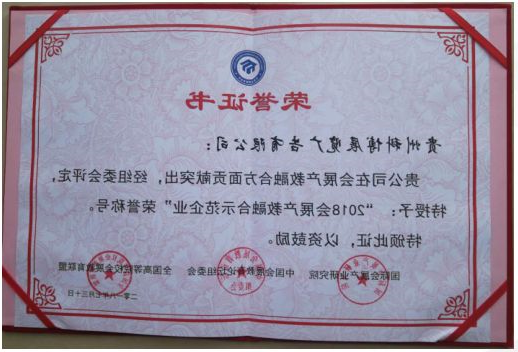 荣誉证书
贵州科博展览广告有限公司：
贵公司在会展产教融合方面贡献突出，经组委会评定，
特授予：“2018会展产教融合示范企业”荣誉称号。
特颁此证，以资鼓励。
国际会展产业研究院 中国会展教育论坛组委会 全国高等院校会展教育联盟
二零一八年七月三十日